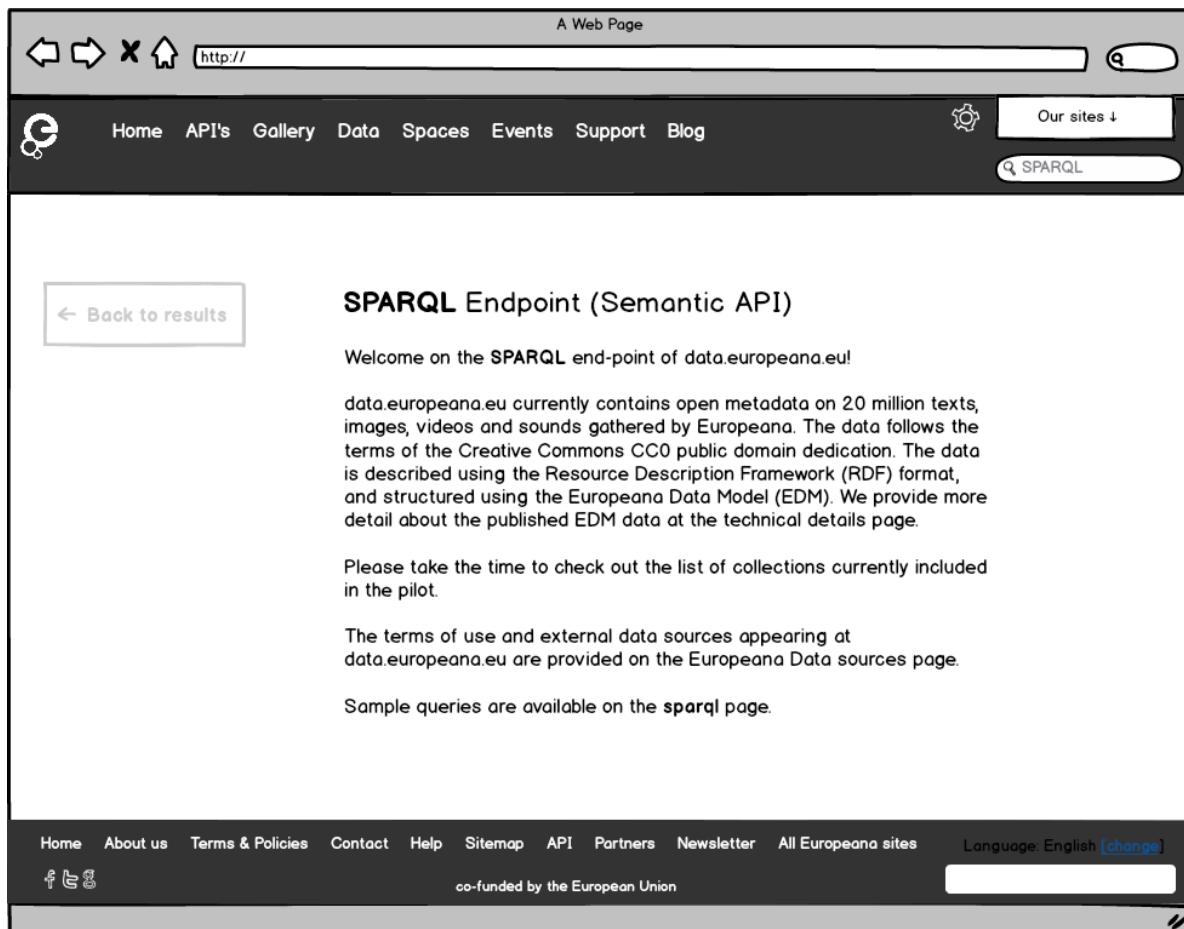 A Web Page
http://
Home API's Gallery Data Spaces Events Support Blog
Our sites ↓
SPARQL
← Back to results
SPARQL Endpoint (Semantic API)
Welcome on the SPARQL end-point of data.europeana.eu!
data.europeana.eu currently contains open metadata on 20 million texts,
images, videos and sounds gathered by Europeana. The data follows the
terms of the Creative Commons CC0 public domain dedication. The data
is described using the Resource Description Framework (RDF) format,
and structured using the Europeana Data Model (EDM). We provide more
detail about the published EDM data at the technical details page.
Please take the time to check out the list of collections currently included
in the pilot.
The terms of use and external data sources appearing at
data.europeana.eu are provided on the Europeana Data sources page.
Sample queries are available on the sparql page.
Home About us Terms & Policies Contact Help Sitemap API Partners Newsletter All Europeana sites
Language: English [change]
co-funded by the European Union